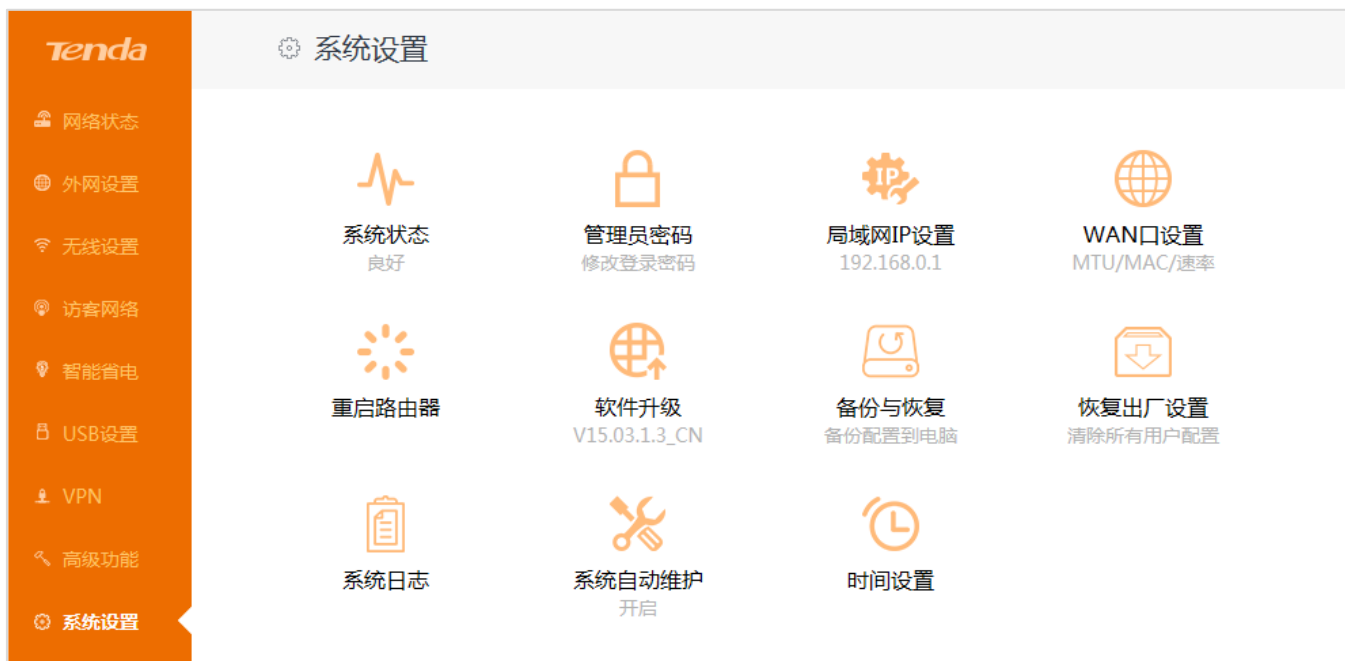 Tenda
系统设置
网络状态
外网设置
无线设置
访客网络
智能省电
USB设置
VPN
高级功能
系统设置
系统状态
良好
管理员密码
修改登录密码
IP
局域网IP设置
192.168.0.1
WAN口设置
MTU/MAC/速率
重启路由器
软件升级
V15.03.1.3_CN
备份与恢复
备份配置到电脑
恢复出厂设置
清除所有用户配置
系统日志
系统自动维护
开启
时间设置